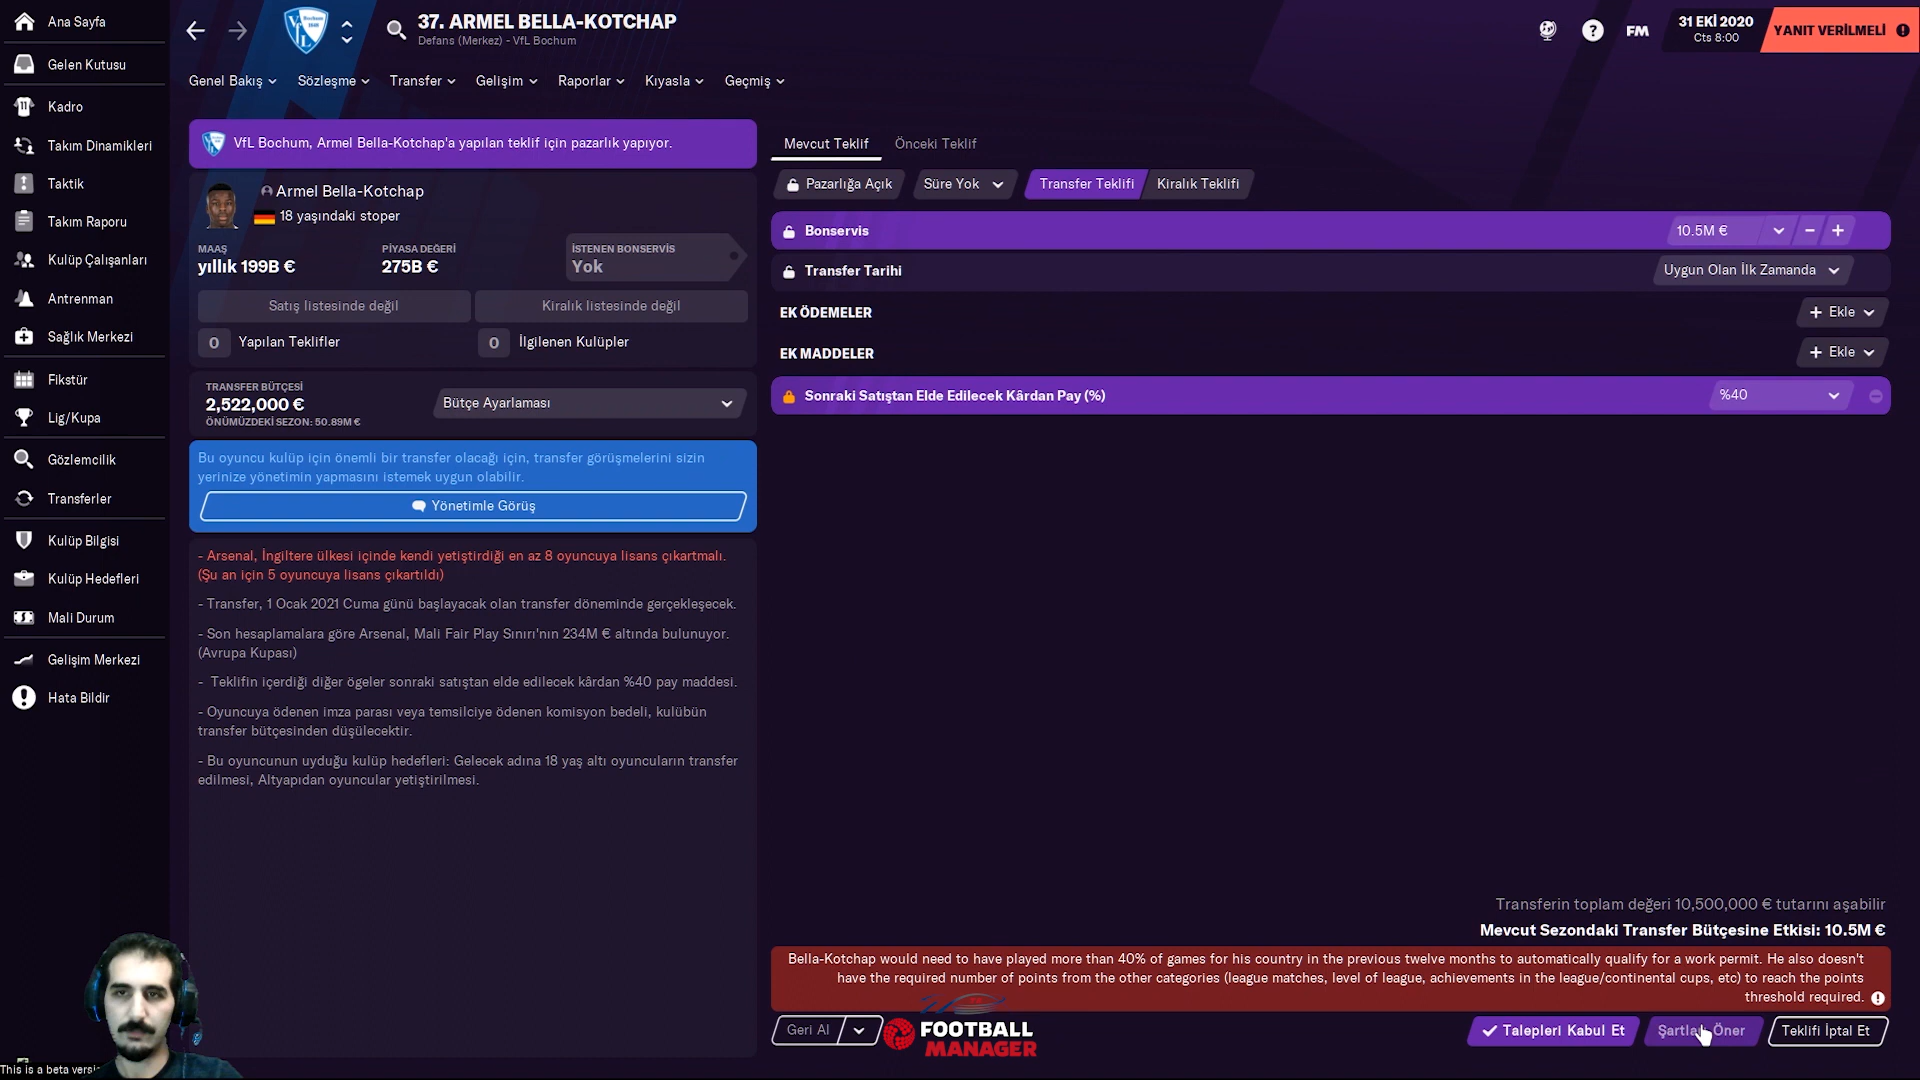 Ana Sayfa
Gelen Kutusu
Kadro
Takım Dinamikleri
Taktik
Takım Raporu
Kulüp Çalışanları
Antrenman
Sağlık Merkezi
Fikstür
Lig/Kupa
Gözlemcilik
Transferler
Kulüp Bilgisi
Kulüp Hedefleri
Mali Durum
Gelişim Merkezi
Hata Bildir
37. ARMEL BELLA-KOTCHAP
Defans (Merkez) - VfL Bochum
FM
31 EKİ 2020
Cts 8:00
YANIT VERİLMELİ
Genel Bakış
Sözleşme
Transfer
Gelişim
Raporlar
Kıyasla
Geçmiş
VfL Bochum, Armel Bella-Kotchap'a yapılan teklif için pazarlık yapıyor.
Armel Bella-Kotchap
18 yaşındaki stoper
MAAŞ
yıllık 199B €
PİYASA DEĞERİ
275B €
İSTENEN BONSERVİS
Yok
Satış listesinde değil
Kiralık listesinde değil
0 Yapılan Teklifler
0 İlgilenen Kulüpler
TRANSFER BÜTÇESİ
2,522,000 €
ÖNÜMÜZDEKİ SEZON: 50.89M €
Bütçe Ayarlaması
Bu oyuncu kulüp için önemli bir transfer olacağı için, transfer görüşmelerini sizin
yerinize yönetimin yapmasını istemek uygun olabilir.
Yönetimle Görüş
- Arsenal, İngiltere ülkesi içinde kendi yetiştirdiği en az 8 oyuncuya lisans çıkartmalı.
(Şu an için 5 oyuncuya lisans çıkartıldı)
- Transfer, 1 Ocak 2021 Cuma günü başlayacak olan transfer döneminde gerçekleşecek.
- Son hesaplamalara göre Arsenal, Mali Fair Play Sınırı'nın 234M € altında bulunuyor.
(Avrupa Kupası)
- Teklifin içerdiği diğer ögeler sonraki satıştan elde edilecek kârdan %40 pay maddesi.
- Oyuncuya ödenen imza parası veya temsilciye ödenen komisyon bedeli, kulübün
transfer bütçesinden düşülecektir.
- Bu oyuncunun uyduğu kulüp hedefleri: Gelecek adına 18 yaş altı oyuncuların transfer
edilmesi, Altyapıdan oyuncular yetiştirilmesi.
Mevcut Teklif
Önceki Teklif
Pazarlığa Açık
Süre Yok
Transfer Teklifi
Kiralık Teklifi
Bonservis
10.5M €
Transfer Tarihi
Uygun Olan İlk Zamanda
EK ÖDEMELER
+ Ekle
EK MADDELER
+ Ekle
Sonraki Satıştan Elde Edilecek Kârdan Pay (%)
%40
Transferin toplam değeri 10,500,000 € tutarını aşabilir
Mevcut Sezondaki Transfer Bütçesine Etkisi: 10.5M €
Bella-Kotchap would need to have played more than 40% of games for his country in the previous twelve months to automatically qualify for a work permit. He also doesn't
have the required number of points from the other categories (league matches, level of league, achievements in the league/continental cups, etc) to reach the points
threshold required.
Geri Al
FOOTBALL
MANAGER
Talepleri Kabul Et
Öner
Teklifi İptal Et
This is a beta